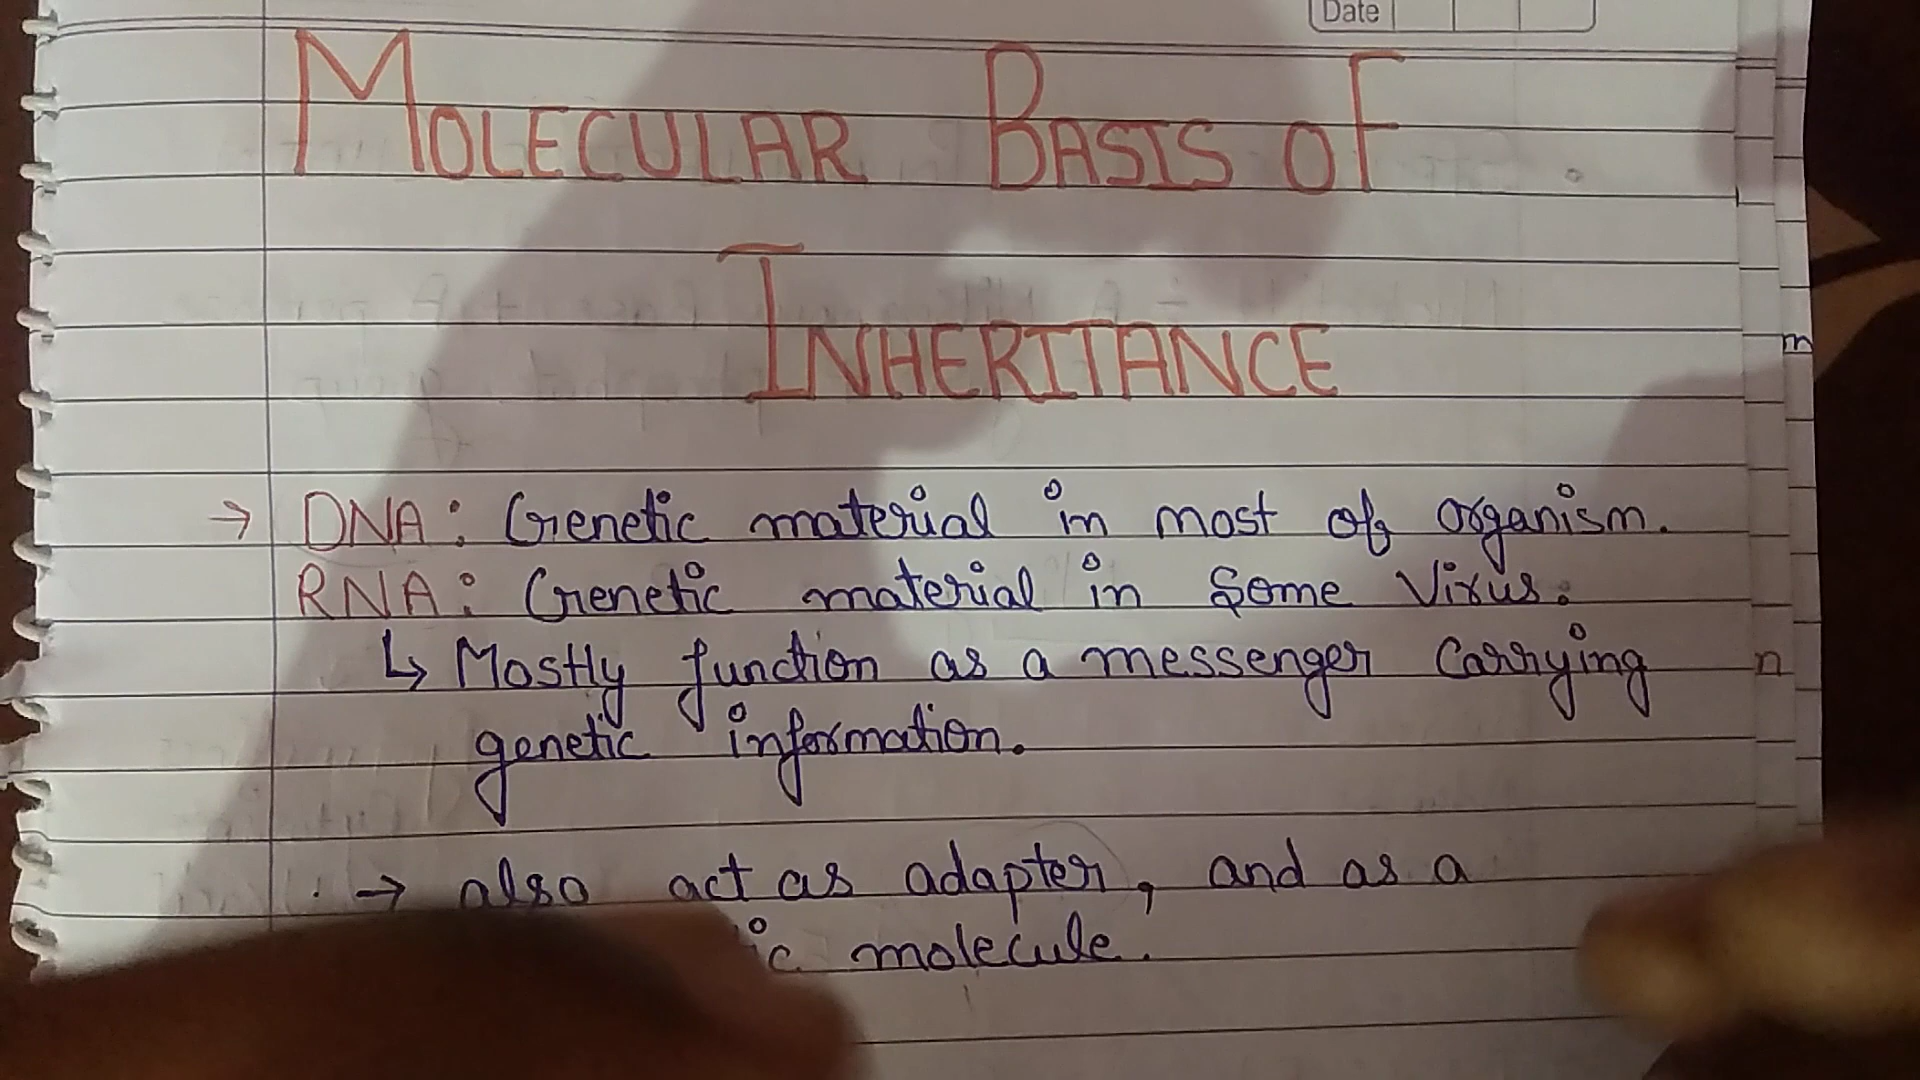 Date
MOLECULAR BASIS OF
INHERITANCE
→ DNA: Genetic material in most of organism.
RNA: Genetic material in some Virus.
↳ Mostly function as a messenger carrying
genetic information.
→ also act as adapter, and as a
molecule.